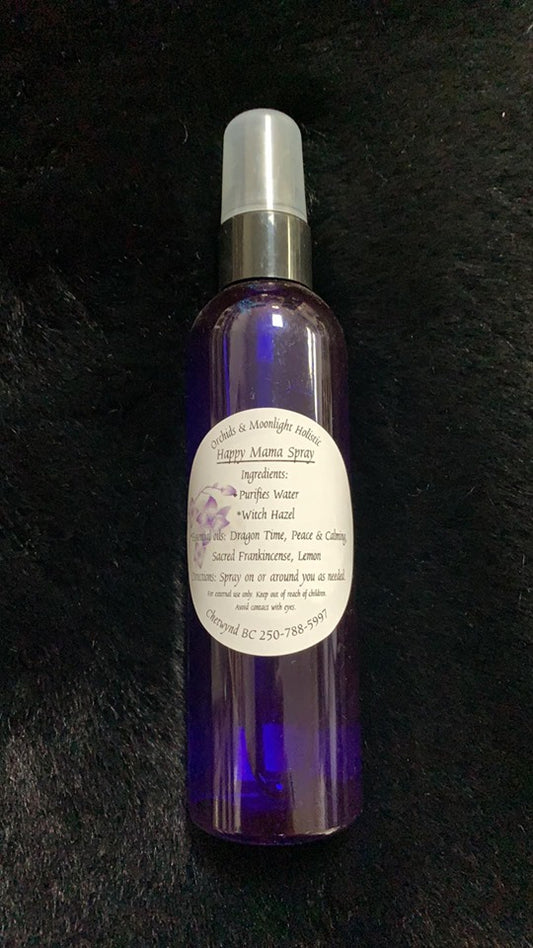 Orchids & Moonlight Holistic
Happy Mama Spray
Ingredients:
*Purifies Water
*Witch Hazel
*Essential oils: Dragon Time, Peace & Calming,
Sacred Frankincense, Lemon
Directions: Spray on or around you as needed.
For external use only. Keep out of reach of children.
Avoid contact with eyes.
Chetwynd BC 250-788-5997